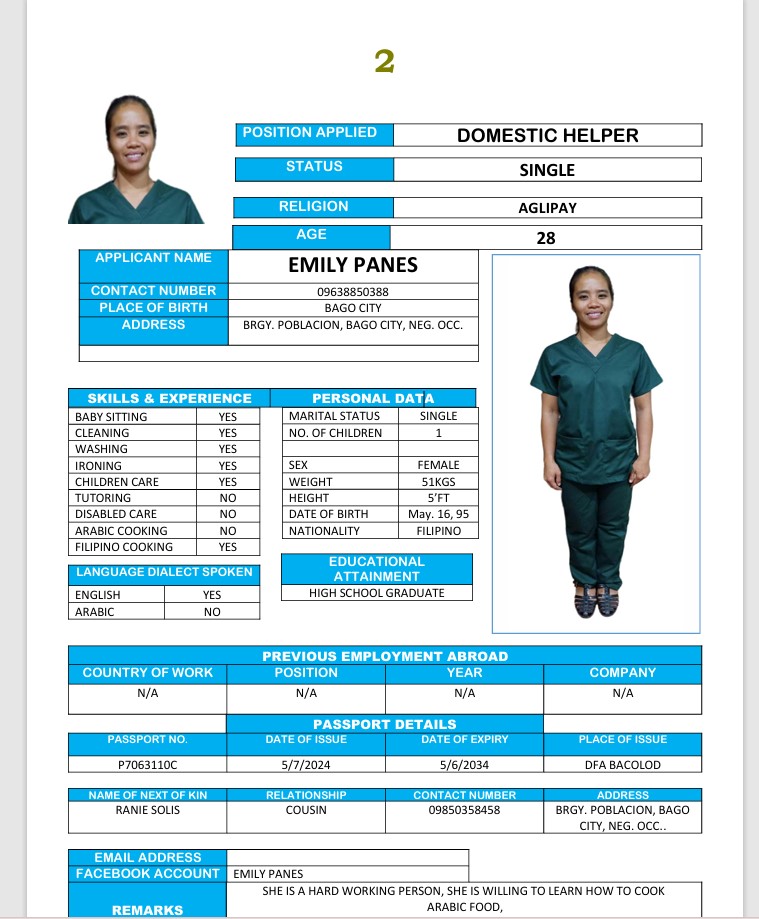 2
POSITION APPLIED DOMESTIC HELPER
STATUS SINGLE
RELIGION AGLIPAY
AGE 28
APPLICANT NAME EMILY PANES
CONTACT NUMBER 09638850388
PLACE OF BIRTH BAGO CITY
ADDRESS BRGY. POBLACION, BAGO CITY, NEG. OCC.
SKILLS & EXPERIENCE PERSONAL DATA
BABY SITTING YES MARITAL STATUS SINGLE
CLEANING YES NO. OF CHILDREN 1
WASHING YES
IRONING YES SEX FEMALE
CHILDREN CARE YES WEIGHT 51KGS
TUTORING NO HEIGHT 5’FT
DISABLED CARE NO DATE OF BIRTH May. 16, 95
ARABIC COOKING NO NATIONALITY FILIPINO
FILIPINO COOKING YES
LANGUAGE DIALECT SPOKEN
ENGLISH YES
ARABIC NO
EDUCATIONAL
ATTAINMENT
HIGH SCHOOL GRADUATE
PREVIOUS EMPLOYMENT ABROAD
COUNTRY OF WORK POSITION YEAR COMPANY
N/A N/A N/A N/A
PASSPORT DETAILS
PASSPORT NO. DATE OF ISSUE DATE OF EXPIRY PLACE OF ISSUE
P7063110C 5/7/2024 5/6/2034 DFA BACOLOD
NAME OF NEXT OF KIN RELATIONSHIP CONTACT NUMBER ADDRESS
RANIE SOLIS COUSIN 09850358458 BRGY. POBLACION, BAGO
CITY, NEG. OCC..
EMAIL ADDRESS
FACEBOOK ACCOUNT EMILY PANES
REMARKS SHE IS A HARD WORKING PERSON, SHE IS WILLING TO LEARN HOW TO COOK
ARABIC FOOD,